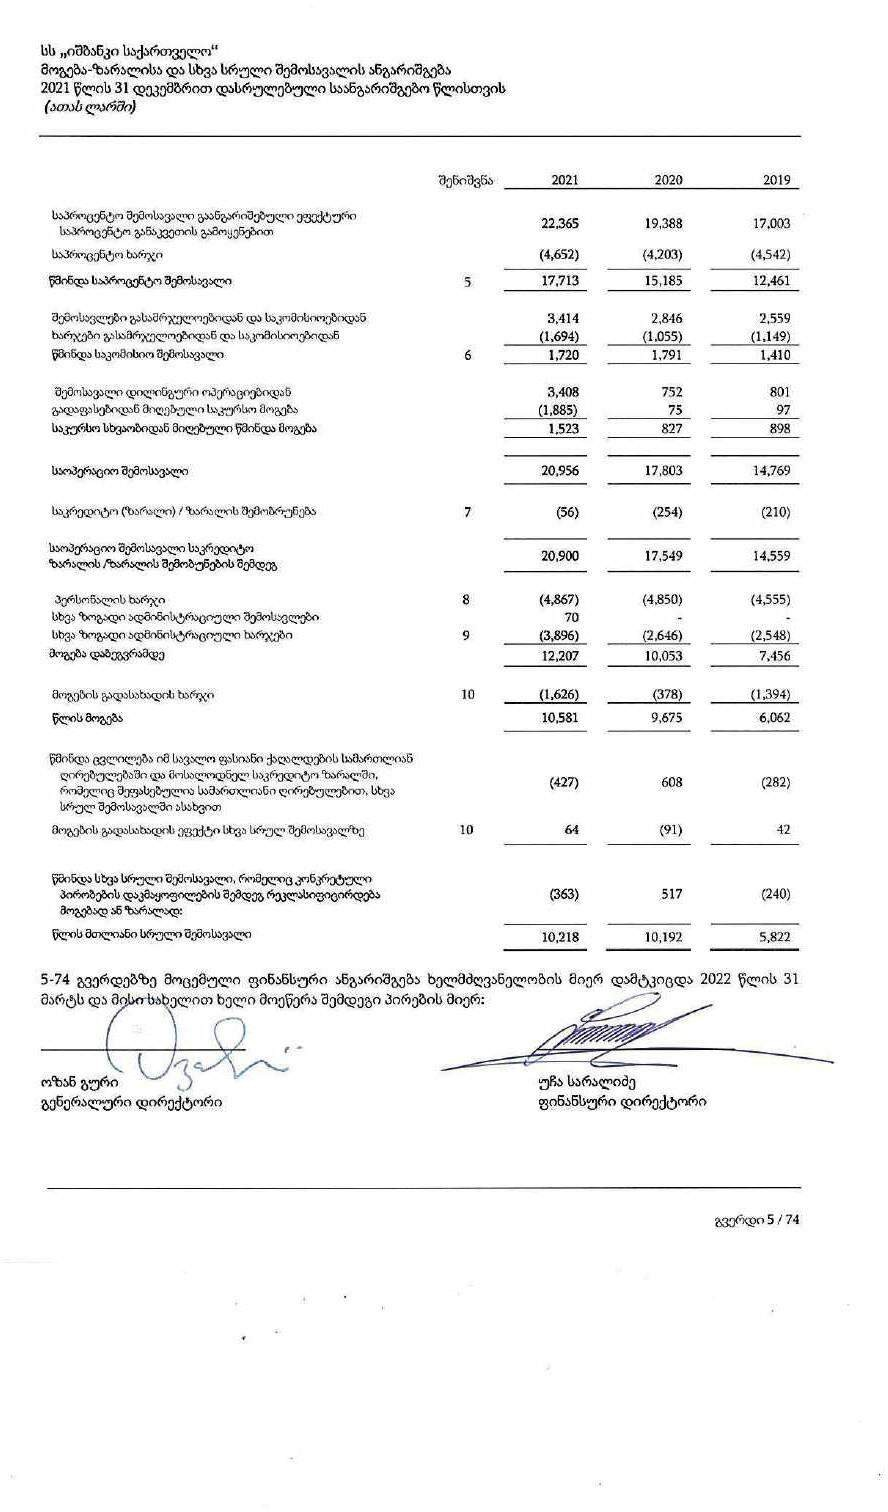 სს „იშბანკი საქართველო“
მოგება-ზარალისა და სხვა სრული შემოსავალის ანგარიშგება
2021 წლის 31 დეკემბრით დასრულებული საანგარიშგებო წლისთვის
(ათას ლარში)
შენიშვნა 2021 2020 2019
საპროცენტო შემოსავალი გაანგარიშებული ეფექტური
საპროცენტო განაკვეთის გამოყენებით 22,365 19,388 17,003
საპროცენტო ხარჯი (4,652) (4,203) (4,542)
წმინდა საპროცენტო შემოსავალი 5 17,713 15,185 12,461
შემოსავლები გასამრჯელოებიდან და საკომისიოებიდან 3,414 2,846 2,559
ხარჯები გასამრჯელოებიდან და საკომისიოებიდან (1,694) (1,055) (1,149)
წმინდა საკომისიო შემოსავალი 6 1,720 1,791 1,410
შემოსავალი დილინგური ოპერაციებიდან 3,408 752 801
გადაფასებიდან მიღებული საკურსო მოგება (1,885) 75 97
საკურსო სხვაობიდან მიღებული წმინდა მოგება 1,523 827 898
საოპერაციო შემოსავალი 20,956 17,803 14,769
საკრედიტო (ზარალი) / ზარალის შემობრუნება 7 (56) (254) (210)
საოპერაციო შემოსავალი საკრედიტო
ზარალის /ზარალის შემობუნების შემდეგ 20,900 17,549 14,559
პერსონალის ხარჯი 8 (4,867) (4,850) (4,555)
სხვა ზოგადი ადმინისტრაციული შემოსავლები 70 - -
სხვა ზოგადი ადმინისტრაციული ხარჯები 9 (3,896) (2,646) (2,548)
მოგება დაბეგვრამდე 12,207 10,053 7,456
მოგების გადასახადის ხარჯი 10 (1,626) (378) (1,394)
წლის მოგება 10,581 9,675 6,062
წმინდა ცვლილება იმ სავალო ფასიანი ქაღალდების სამართლიან
ღირებულებაში და მოსალოდნელ საკრედიტო ზარალში,
რომელიც შეფასებულია სამართლიანი ღირებულებით, სხვა
სრულ შემოსავალში ასახვით (427) 608 (282)
მოგების გადასახადის ეფექტი სხვა სრულ შემოსავალზე 10 64 (91) 42
წმინდა სხვა სრული შემოსავალი, რომელიც კონკრეტული
პირობების დაკმაყოფილების შემდეგ რეკლასიფიცირდება
მოგებად ან ზარალად: (363) 517 (240)
წლის მთლიანი სრული შემოსავალი 10,218 10,192 5,822
5-74 გვერდებზე მოცემული ფინანსური ანგარიშგება ხელმძღვანელობის მიერ დამტკიცდა 2022 წლის 31
მარტს და მისი სახელით ხელი მოეწერა შემდეგი პირების მიერ:
ოზან გური უჩა სარალიძე
გენერალური დირექტორი ფინანსური დირექტორი
გვერდი 5 / 74